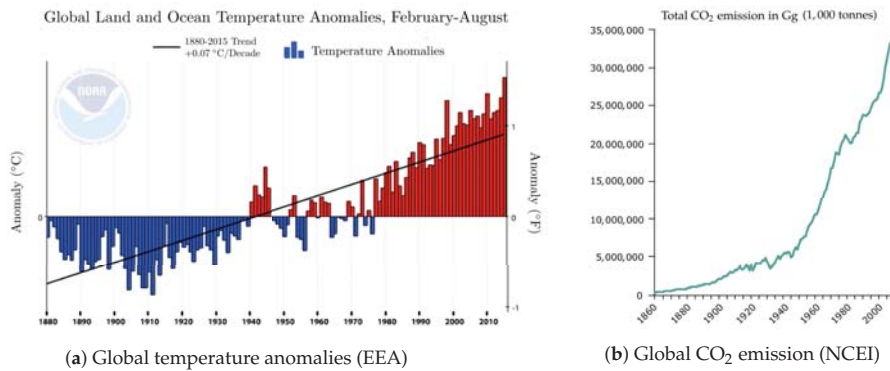 Global Land and Ocean Temperature Anomalies, February-August
1880-2015 Trend
+0.07 °C/Decade
Temperature Anomalies
NOAA
Anomaly (°C)
0
1
0
-1
Anomaly (°F)
1880 1890 1900 1910 1920 1930 1940 1950 1960 1970 1980 1990 2000 2010
(a) Global temperature anomalies (EEA)
Total CO2 emission in Gg (1,000 tonnes)
35,000,000
30,000,000
25,000,000
20,000,000
15,000,000
10,000,000
5,000,000
0
1860 1880 1900 1920 1940 1960 1980 2000
(b) Global CO2 emission (NCEI)